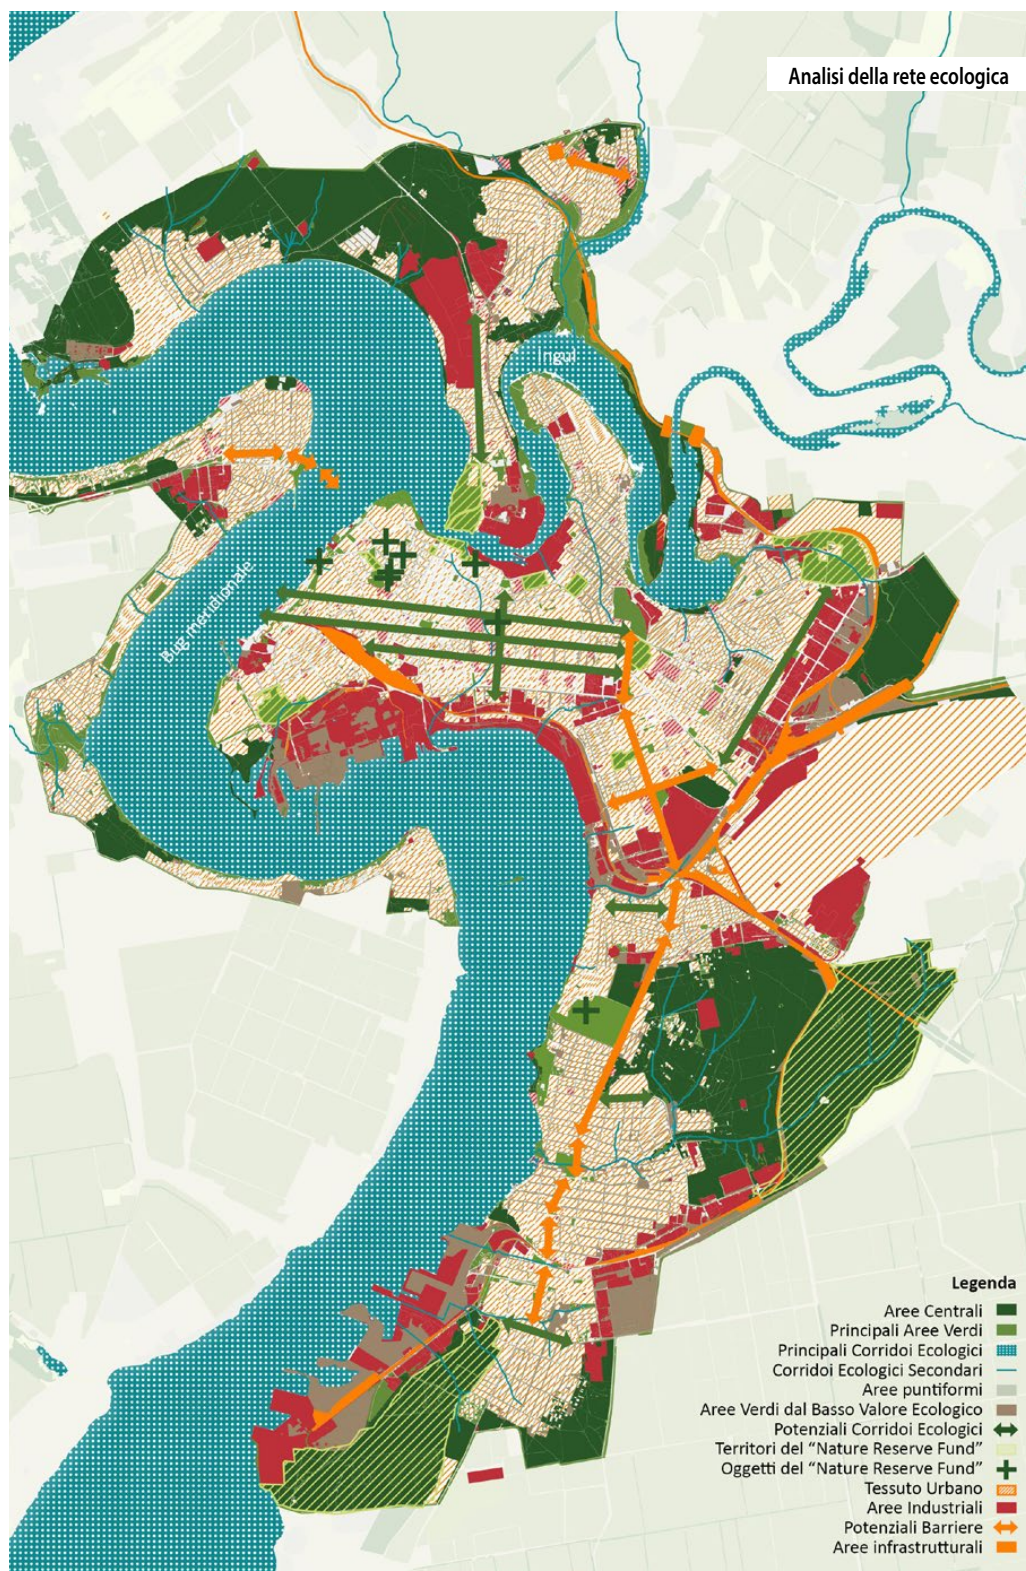 Analisi della rete ecologica
Ingul
Bug meridionale
Legenda
Aree Centrali
Principali Aree Verdi
Principali Corridoi Ecologici
Corridoi Ecologici Secondari
Aree puntiformi
Aree Verdi dal Basso Valore Ecologico
Potenziali Corridoi Ecologici
Territori del “Nature Reserve Fund”
Oggetti del “Nature Reserve Fund”
Tessuto Urbano
Aree Industriali
Potenziali Barriere
Aree infrastrutturali